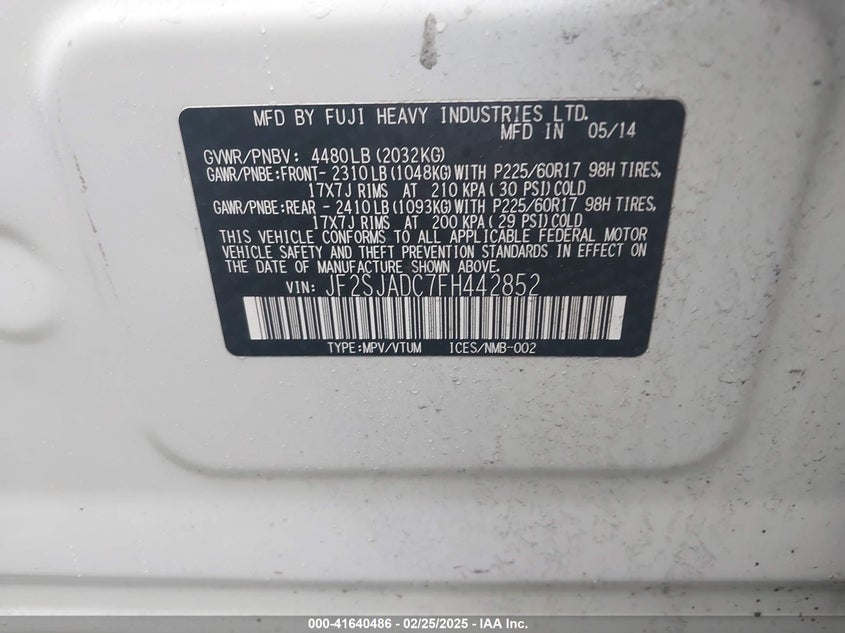 MFD BY FUJI HEAVY INDUSTRIES LTD.
MFD IN 05/14
GVWR/PNBV: 4480LB(2032KG)
GAWR/PNBE:FRONT- 2310LB(1048KG)WITH P225/60R17 98H TIRES,
17X7J RIMS AT 210 KPA(30 PSI)COLD
GAWR/PNBE:REAR - 2410LB(1093KG)WITH P225/60R17 98H TIRES,
17X7J RIMS AT 200 KPA(29 PSI)COLD
THIS VEHICLE CONFORMS TO ALL APPLICABLE FEDERAL MOTOR
VEHICLE SAFETY AND THEFT PREVENTION STANDARDS IN EFFECT ON
THE DATE OF MANUFACTURE SHOWN ABOVE.
VIN: JF2SJADC7FH442852
TYPE:MPV/VTUM ICES/NMB-002
000-41640486 - 02/25/2025 - IAA Inc.